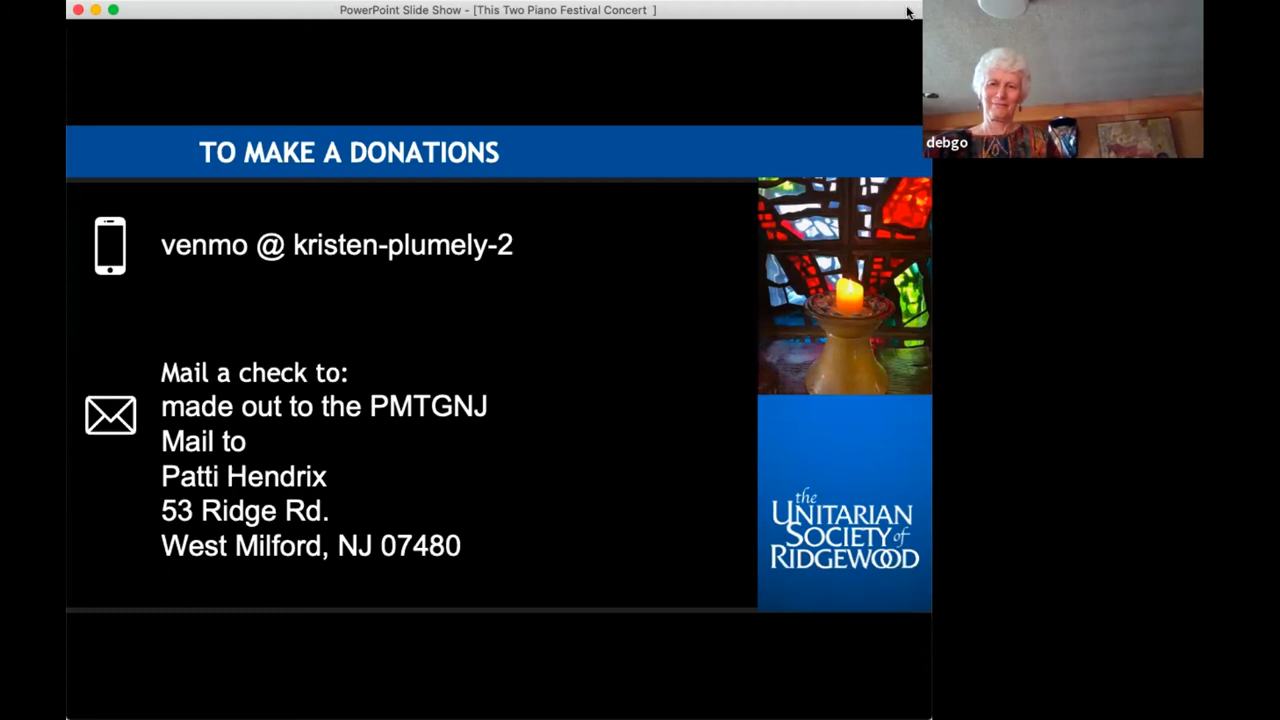 PowerPoint Slide Show - [This Two Piano Festival Concert ]
debgo
TO MAKE A DONATIONS
venmo @ kristen-plumely-2
Mail a check to:
made out to the PMTGNJ
Mail to
Patti Hendrix
53 Ridge Rd.
West Milford, NJ 07480
the
UNITARIAN
SOCIETY of
RIDGEWOOD